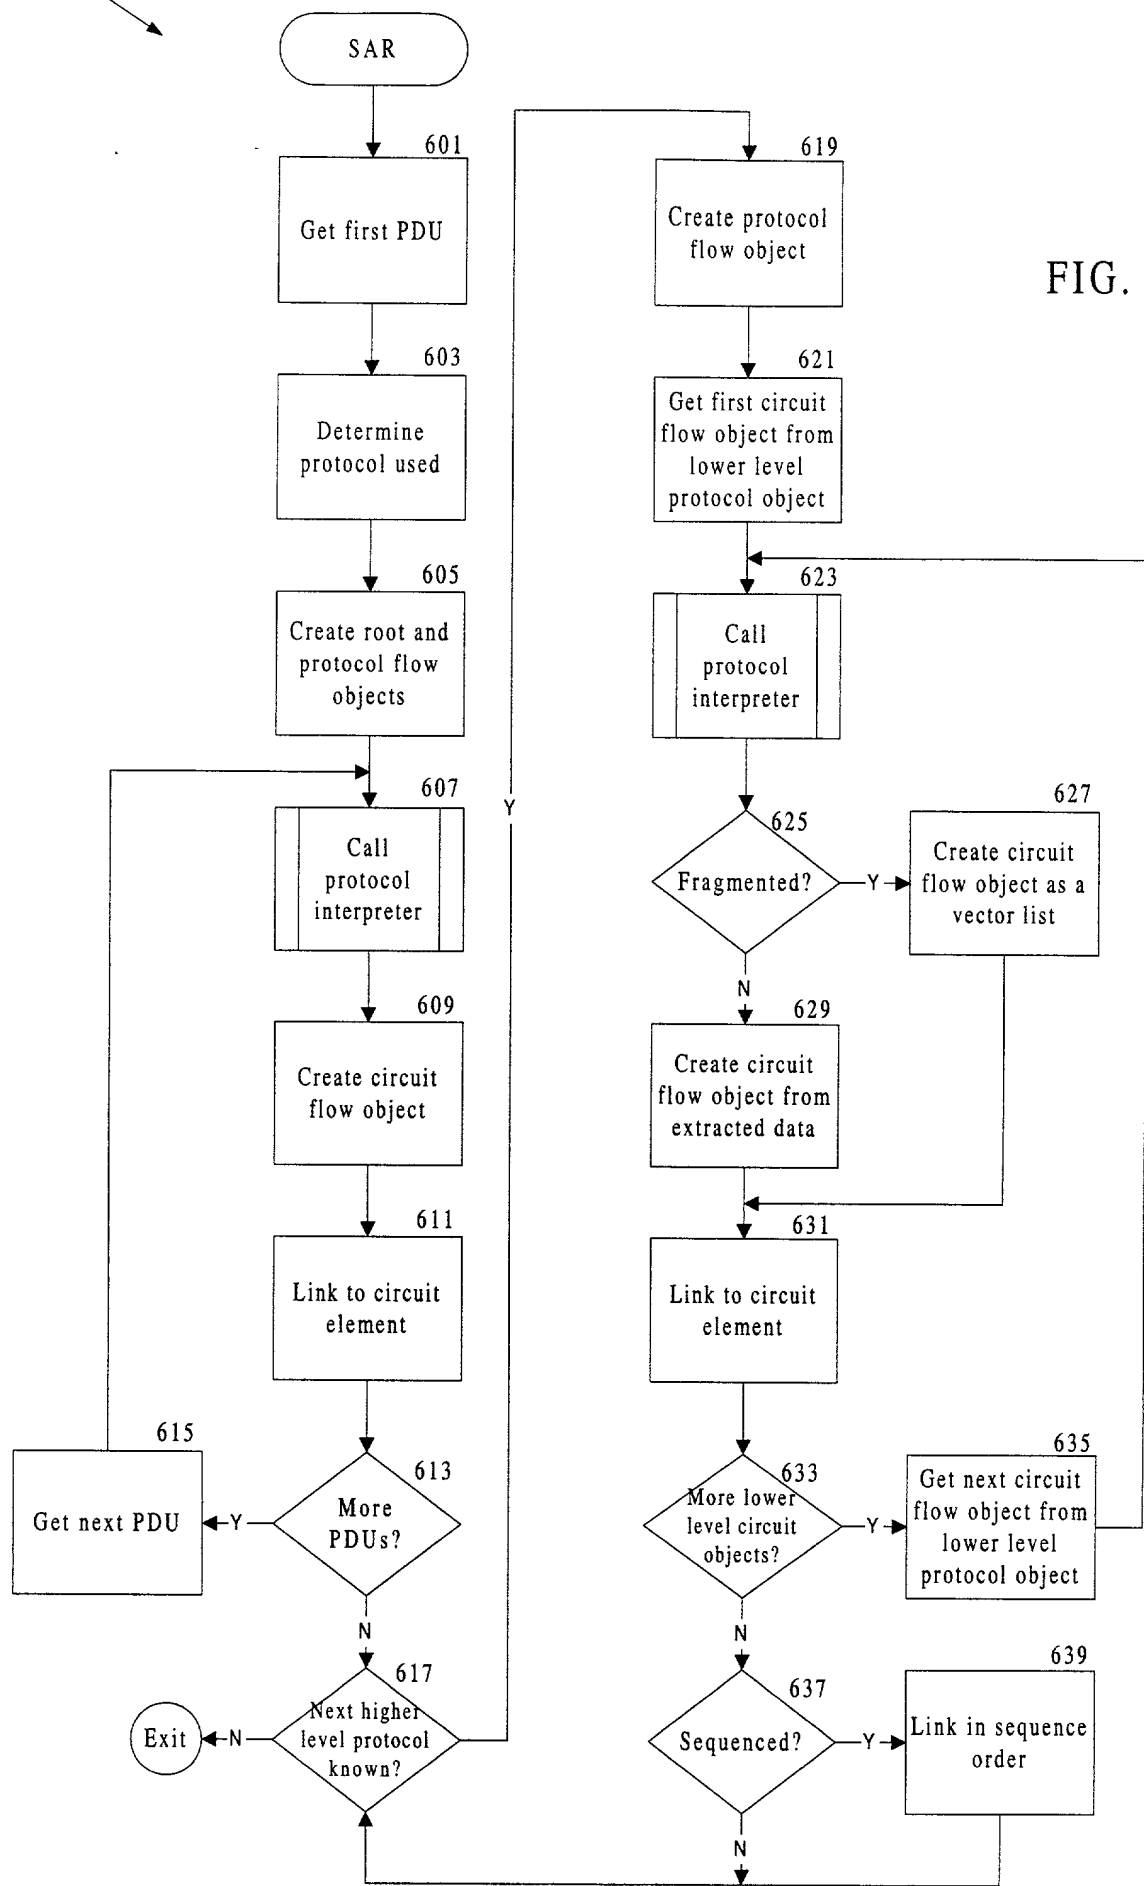 SAR
601
Get first PDU
603
Determine
protocol used
605
Create root and
protocol flow
objects
607
Call
protocol
interpreter
609
Create circuit
flow object
611
Link to circuit
element
613
More
PDUs?
Y
615
Get next PDU
N
617
Next higher
level protocol
known?
N
Exit
Y
619
Create protocol
flow object
FIG.
621
Get first circuit
flow object from
lower level
protocol object
623
Call
protocol
interpreter
625
Fragmented?
Y
627
Create circuit
flow object as a
vector list
N
629
Create circuit
flow object from
extracted data
631
Link to circuit
element
633
More lower
level circuit
objects?
Y
635
Get next circuit
flow object from
lower level
protocol object
N
637
Sequenced?
Y
639
Link in sequence
order
N